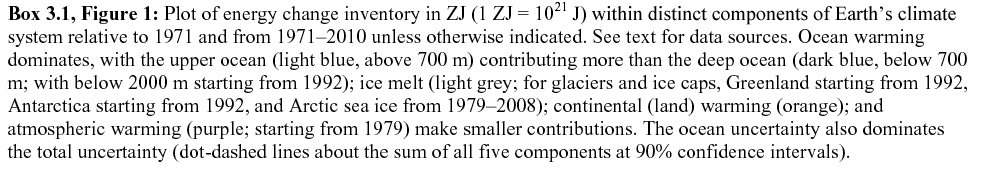 Box 3.1, Figure 1: Plot of energy change inventory in ZJ (1 ZJ = 10²¹ J) within distinct components of Earth’s climate
system relative to 1971 and from 1971–2010 unless otherwise indicated. See text for data sources. Ocean warming
dominates, with the upper ocean (light blue, above 700 m) contributing more than the deep ocean (dark blue, below 700
m; with below 2000 m starting from 1992); ice melt (light grey; for glaciers and ice caps, Greenland starting from 1992,
Antarctica starting from 1992, and Arctic sea ice from 1979–2008); continental (land) warming (orange); and
atmospheric warming (purple; starting from 1979) make smaller contributions. The ocean uncertainty also dominates
the total uncertainty (dot-dashed lines about the sum of all five components at 90% confidence intervals).